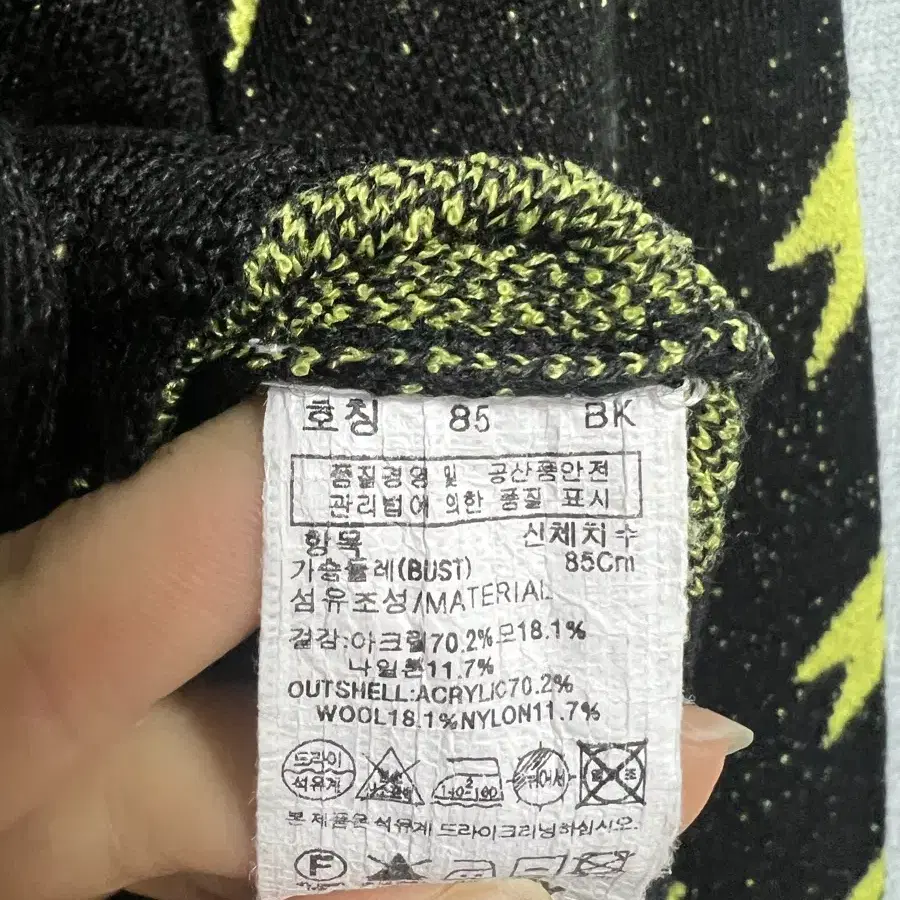 호칭 85 BK
품질경영 및 공산품안전
관리법에 의한 품질 표시
항목 신체치수
가슴둘레(BUST) 85Cm
섬유조성/MATERIAL
겉감:아크릴70.2%모18.1%
나일론11.7%
OUTSHELL:ACRYLIC70.2%
WOOL18.1%NYLON11.7%
드라이
석유계
본 제품은 석유계 드라이크리닝하십시오.
F